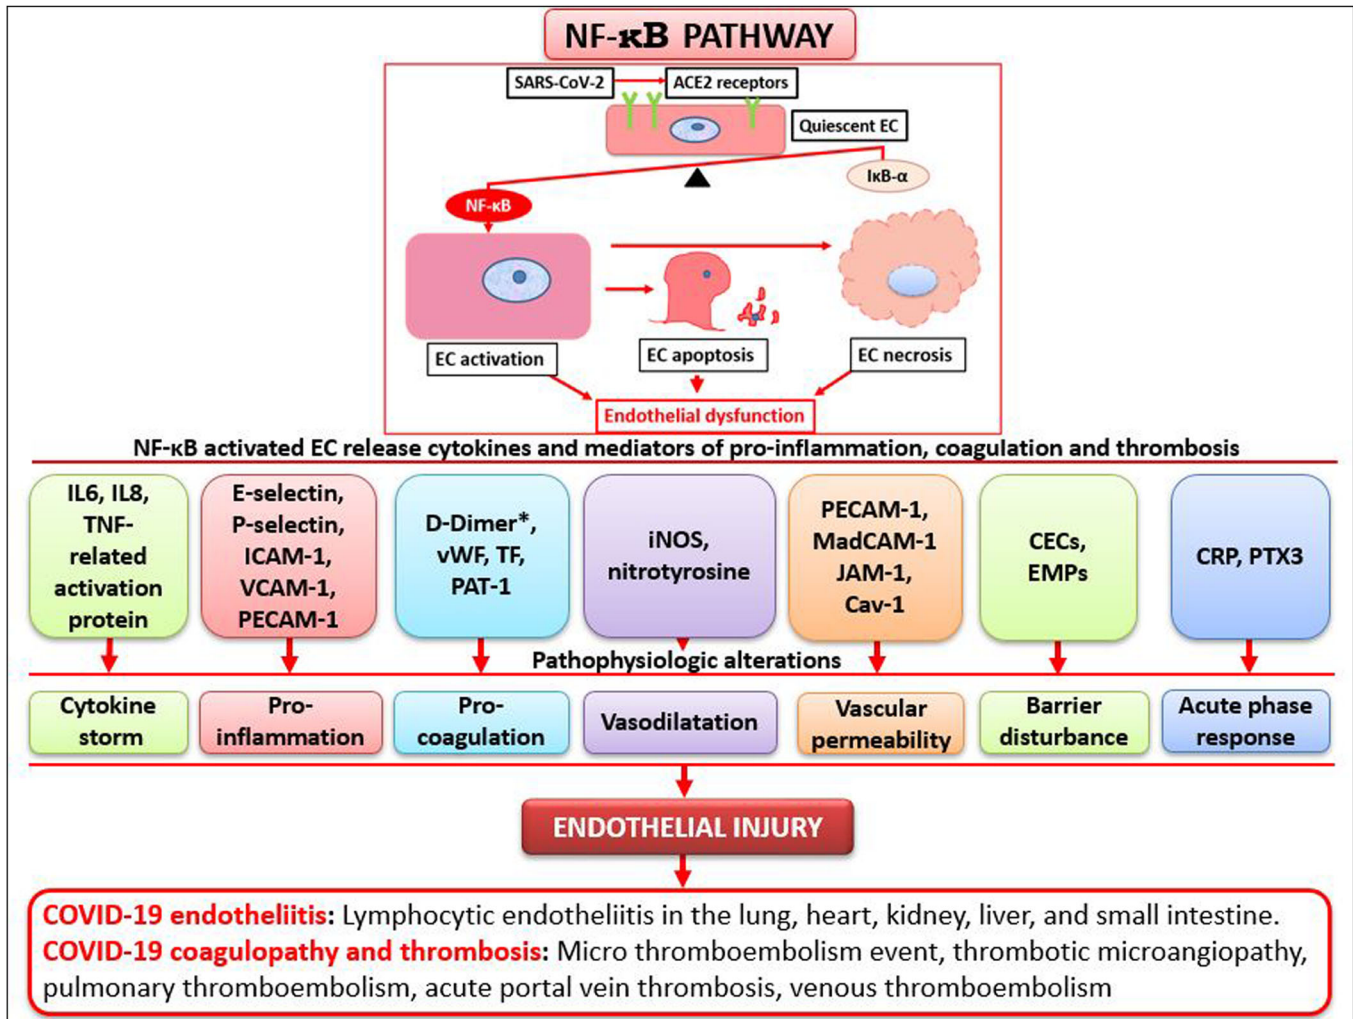 NF-κB PATHWAY
SARS-CoV-2
ACE2 receptors
Quiescent EC
IκB-α
NF-κB
EC activation
EC apoptosis
EC necrosis
Endothelial dysfunction
NF-κB activated EC release cytokines and mediators of pro-inflammation, coagulation and thrombosis
IL6, IL8,
TNF-
related
activation
protein
E-selectin,
P-selectin,
ICAM-1,
VCAM-1,
PECAM-1
D-Dimer*,
vWF, TF,
PAT-1
iNOS,
nitrotyrosine
PECAM-1,
MadCAM-1
JAM-1,
Cav-1
CECs,
EMPs
CRP, PTX3
Pathophysiologic alterations
Cytokine
storm
Pro-
inflammation
Pro-
coagulation
Vasodilatation
Vascular
permeability
Barrier
disturbance
Acute phase
response
ENDOTHELIAL INJURY
COVID-19 endotheliitis: Lymphocytic endotheliitis in the lung, heart, kidney, liver, and small intestine.
COVID-19 coagulopathy and thrombosis: Micro thromboembolism event, thrombotic microangiopathy,
pulmonary thromboembolism, acute portal vein thrombosis, venous thromboembolism